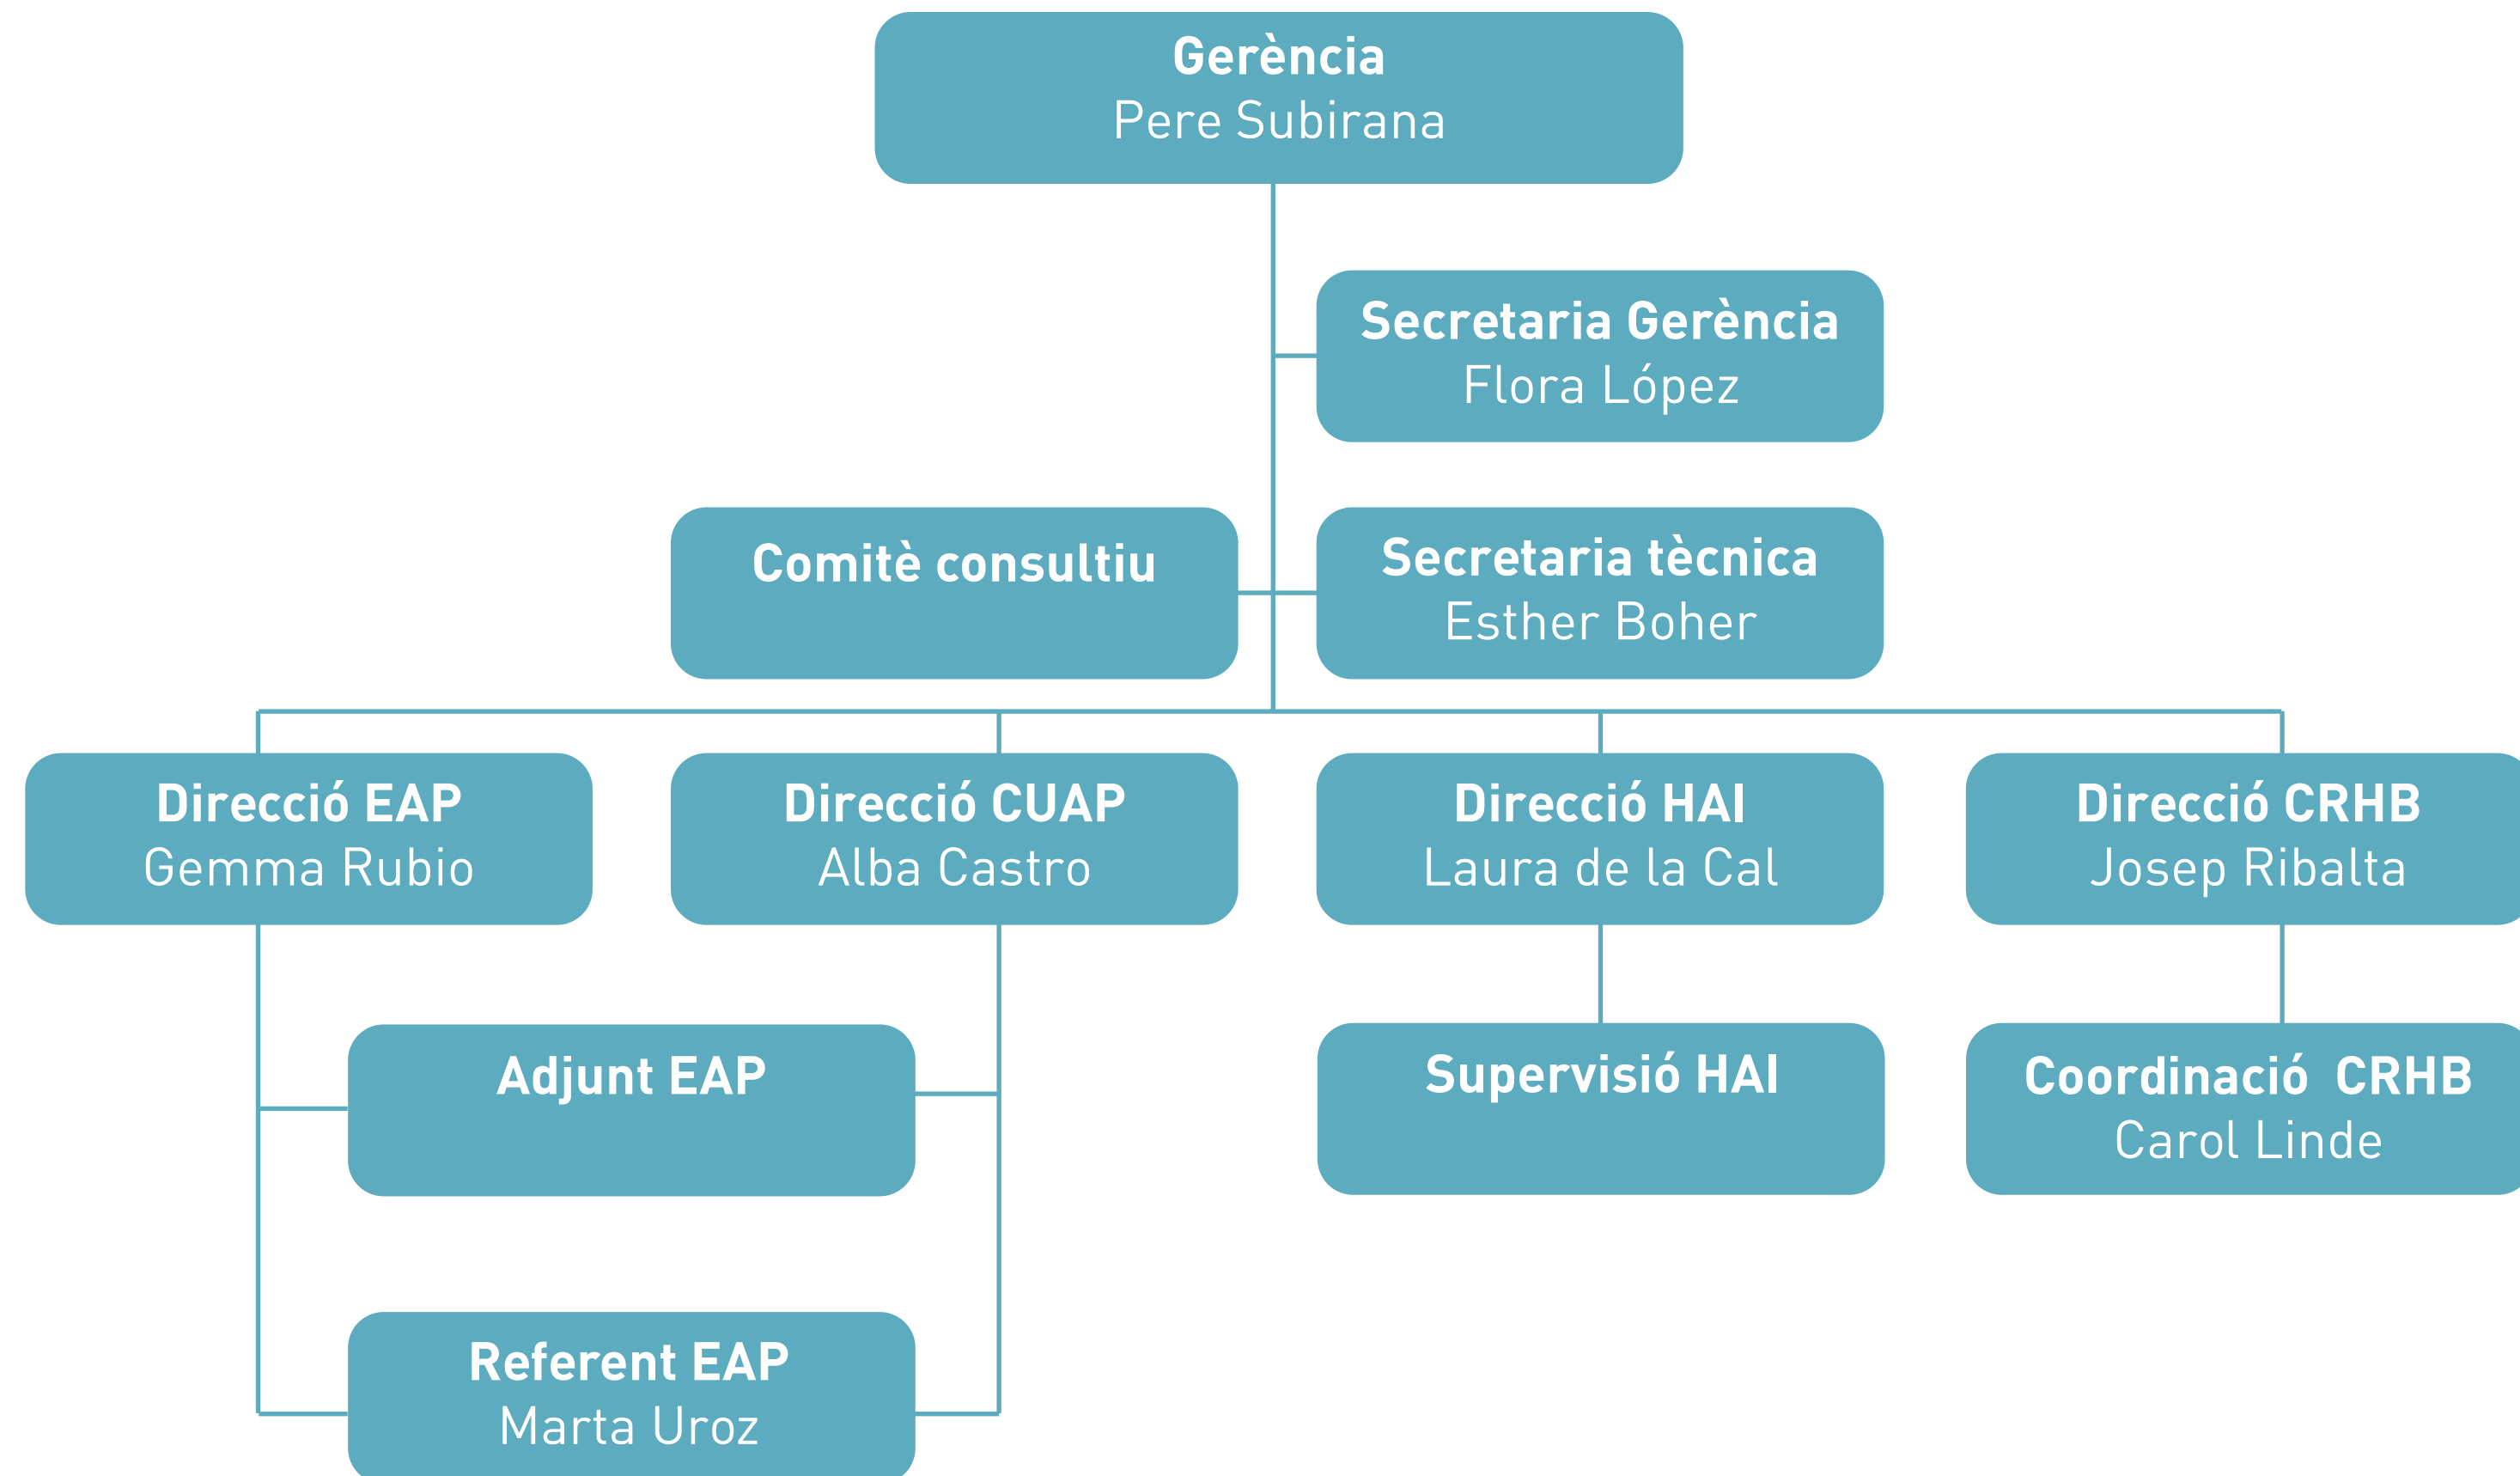 Gerència
Pere Subirana
Secretaria Gerència
Flora López
Comitè consultiu
Secretaria tècnica
Esther Boher
Direcció EAP
Gemma Rubio
Direcció CUAP
Alba Castro
Direcció HAI
Laura de la Cal
Direcció CRHB
Josep Ribalta
Adjunt EAP
Supervisió HAI
Coordinació CRHB
Carol Linde
Referent EAP
Marta Uroz